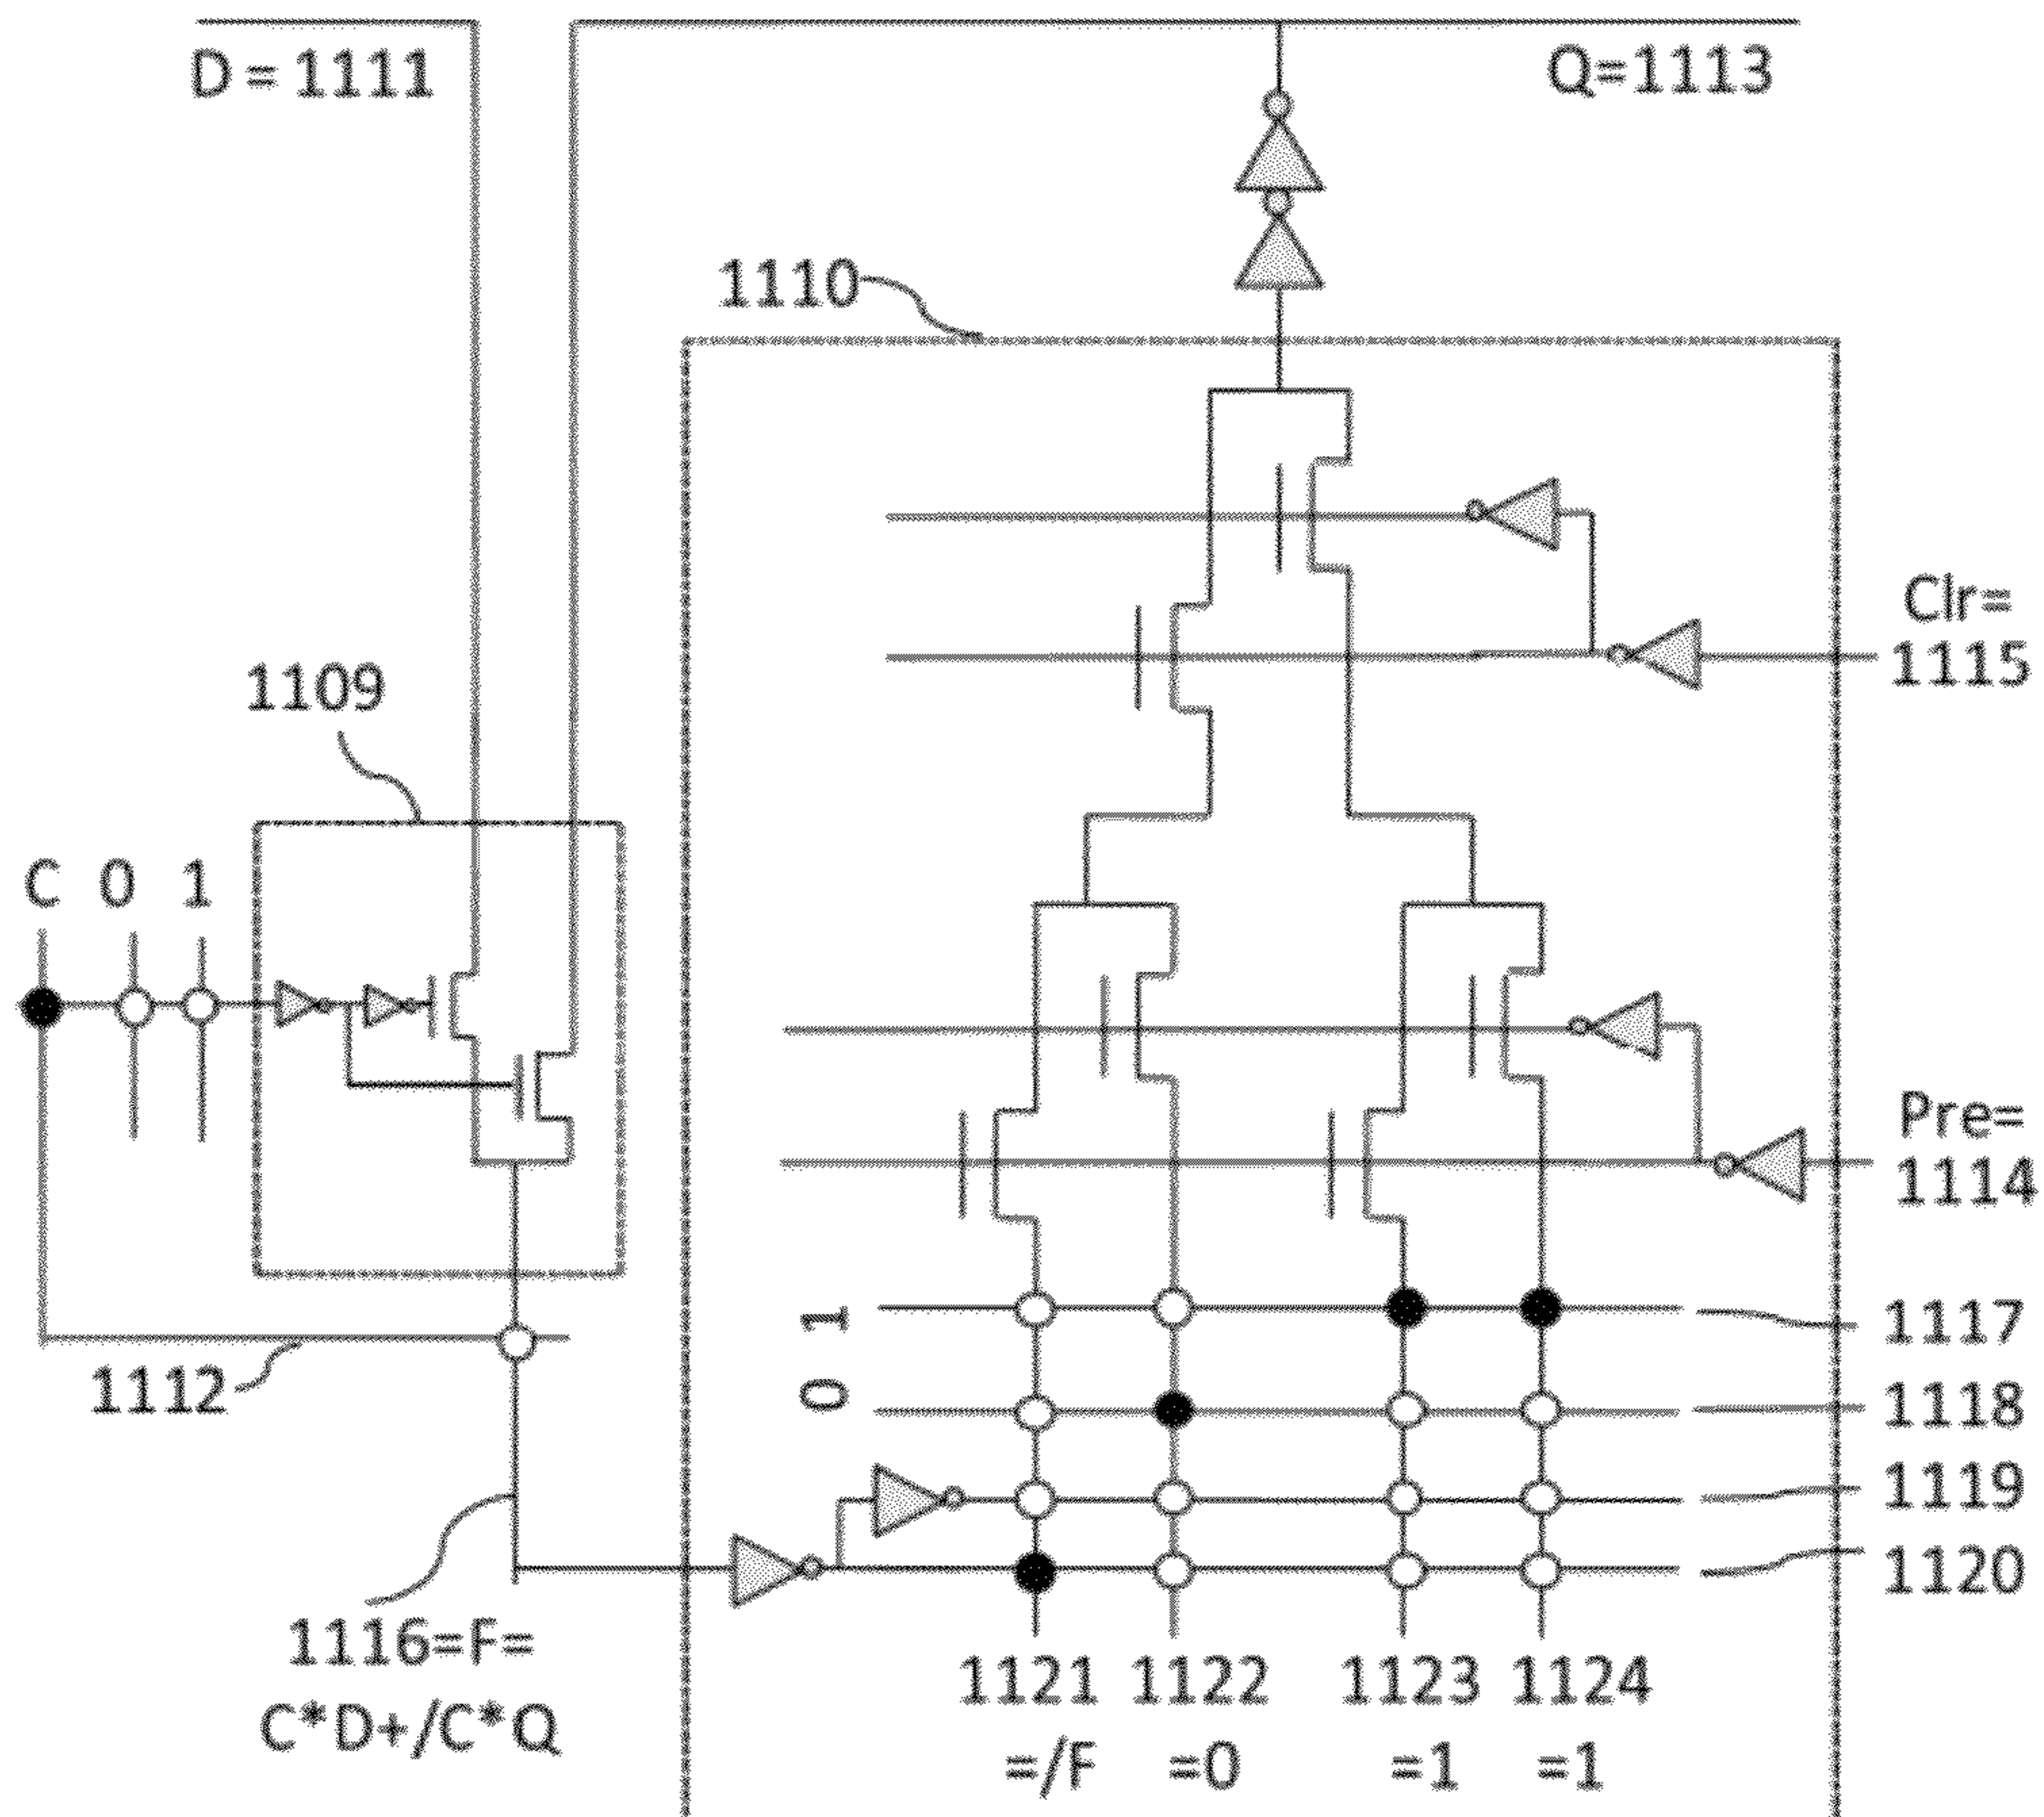 D = 1111
Q=1113
1110
Clr=
1115
1109
C 0 1
Pre=
1114
1
1117
1112
0
1118
1119
1120
1116=F=
C*D+/C*Q
1121 1122 1123 1124
=/F =0 =1 =1